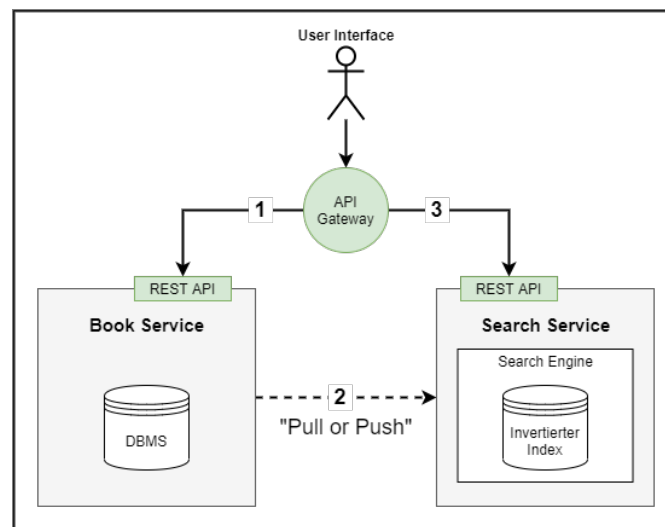 User Interface
API
Gateway
1
3
REST API
REST API
Book Service
Search Service
Search Engine
DBMS
Invertierter
Index
2
"Pull or Push"